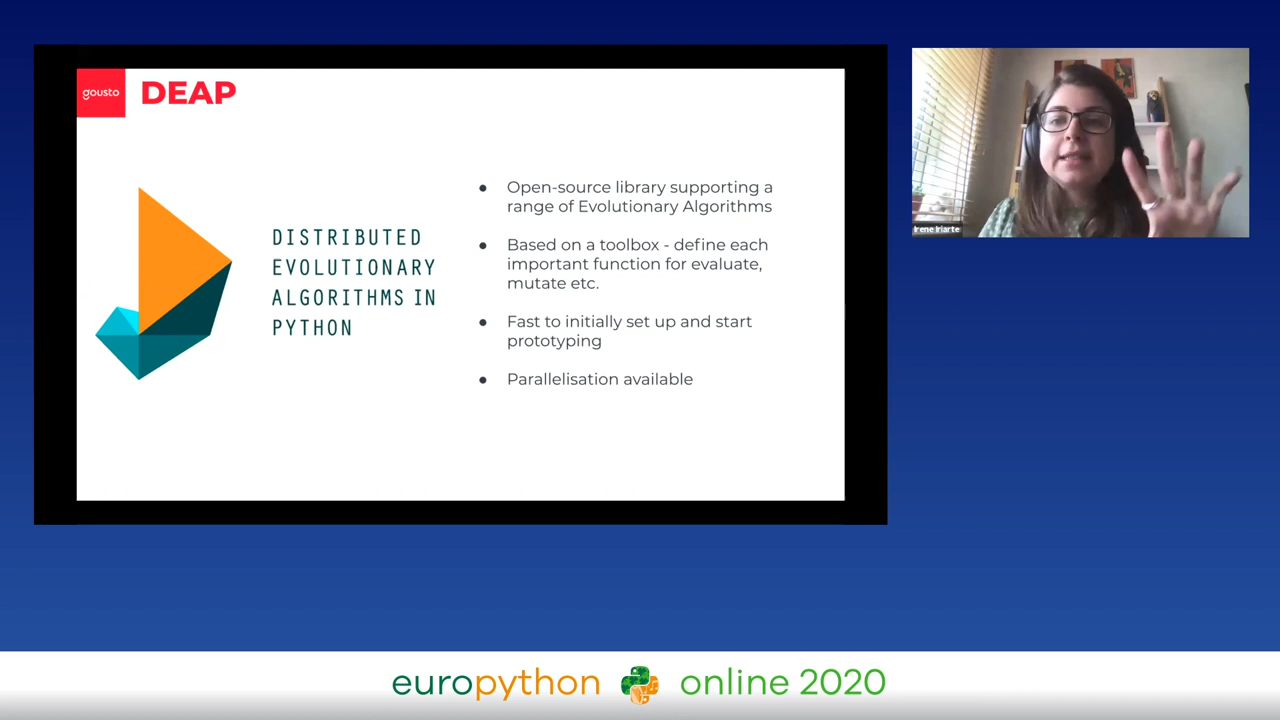 gousto
DEAP
DISTRIBUTED
EVOLUTIONARY
ALGORITHMS IN
PYTHON
● Open-source library supporting a
range of Evolutionary Algorithms
● Based on a toolbox - define each
important function for evaluate,
mutate etc.
● Fast to initially set up and start
prototyping
● Parallelisation available
Irene Iriarte
europython online 2020